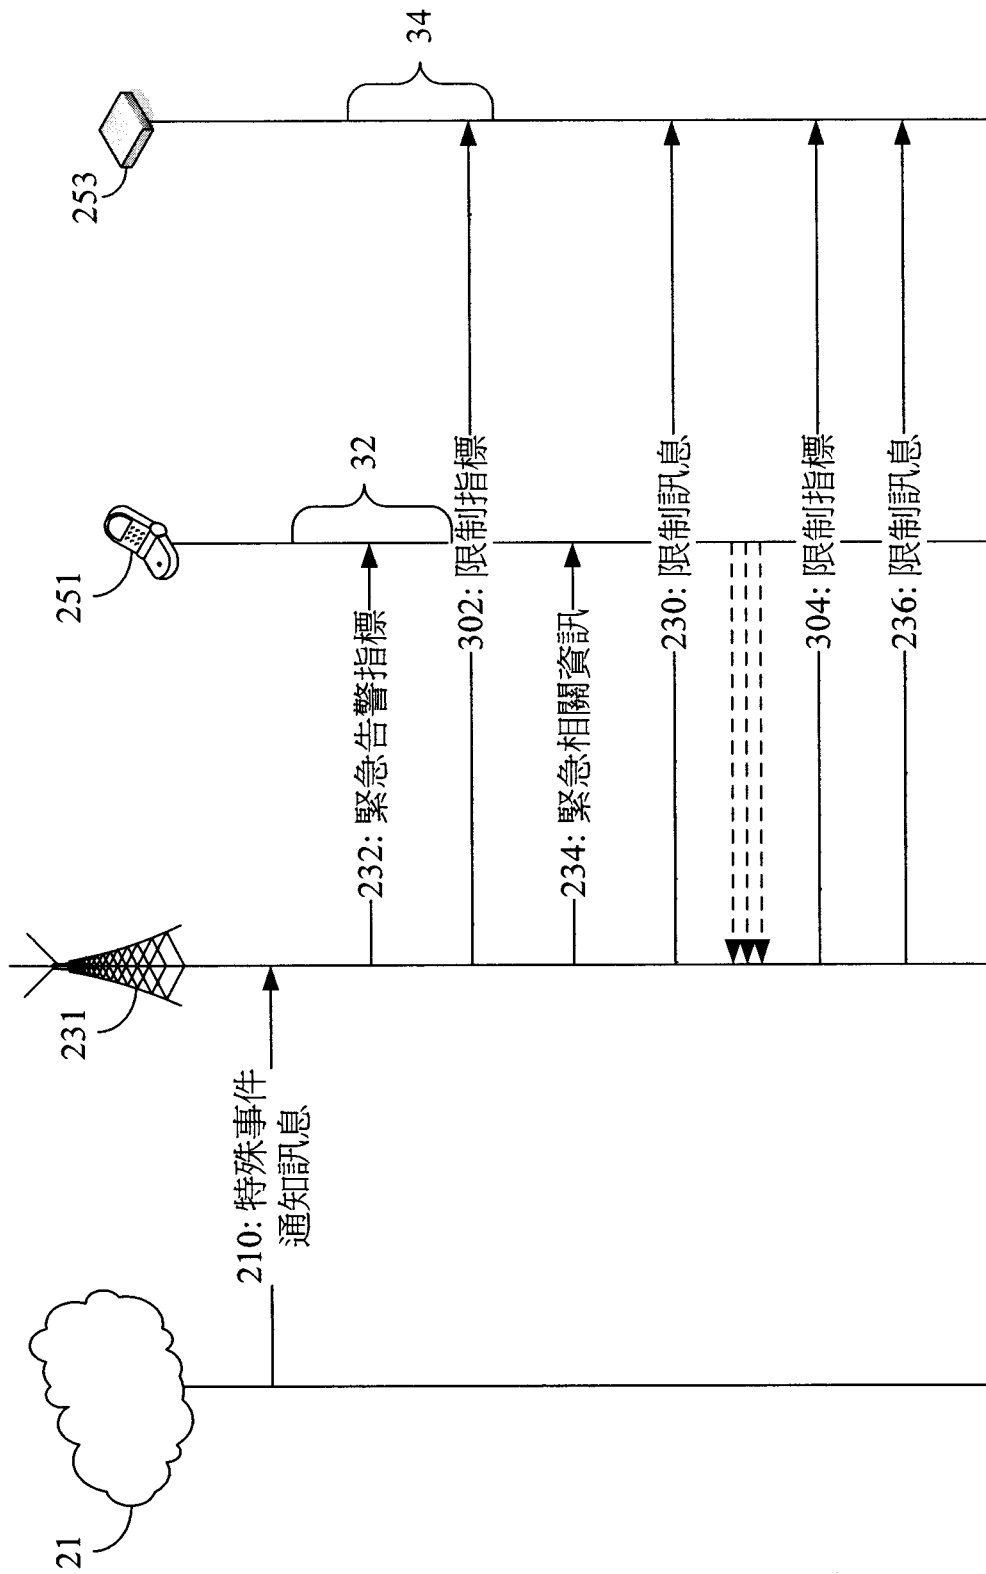 21
231
251
253
210: 特殊事件
通知訊息
232: 緊急告警指標
32
34
302: 限制指標
234: 緊急相關資訊
230: 限制訊息
304: 限制指標
236: 限制訊息